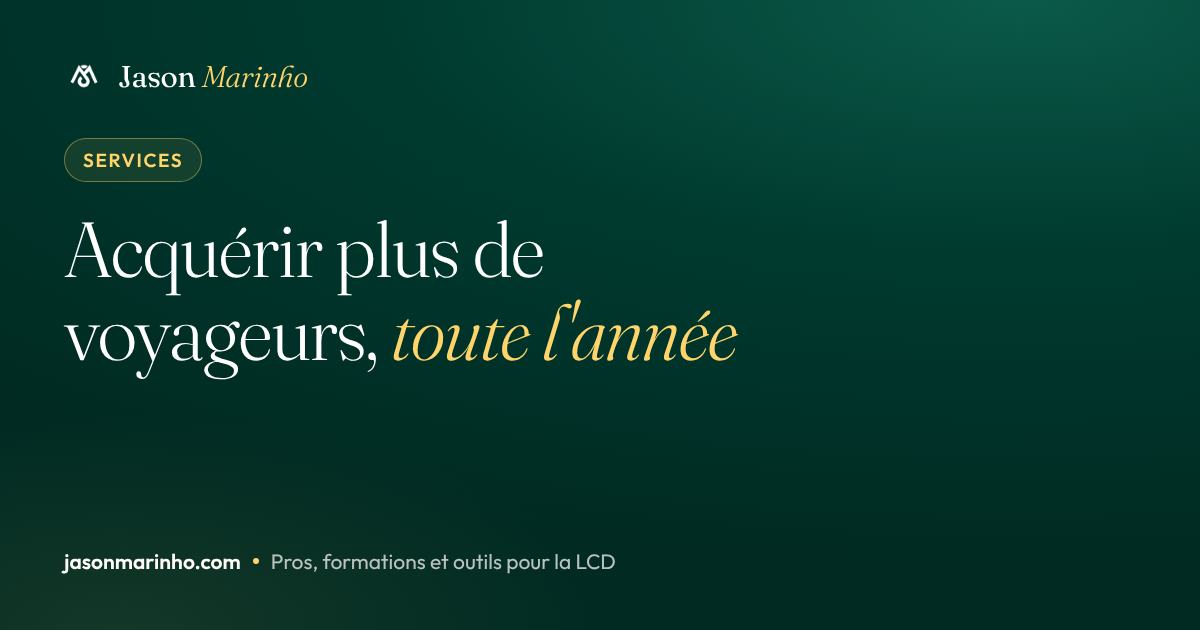 Jason Marinho
SERVICES
Acquérir plus de
voyageurs, toute l'année
jasonmarinho.com • Pros, formations et outils pour la LCD